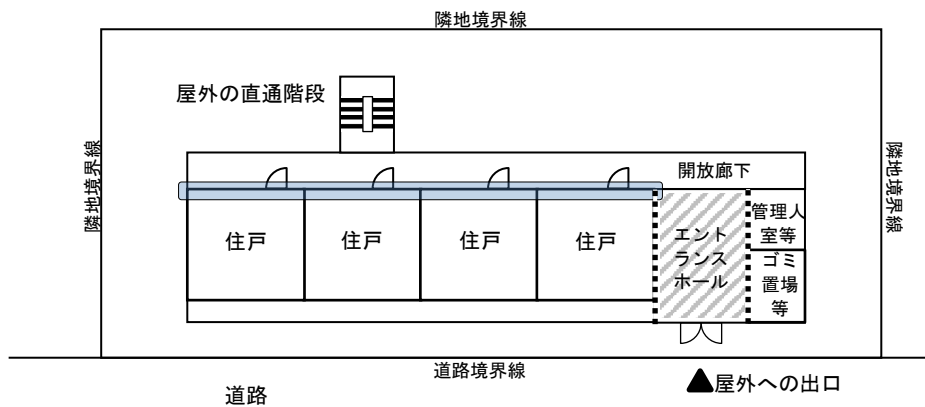 隣地境界線
屋外の直通階段
隣地境界線
隣地境界線
開放廊下
住戸
住戸
住戸
住戸
エント
ランス
ホール
管理人
室等
ゴミ
置場
等
道路境界線
道路
▲屋外への出口